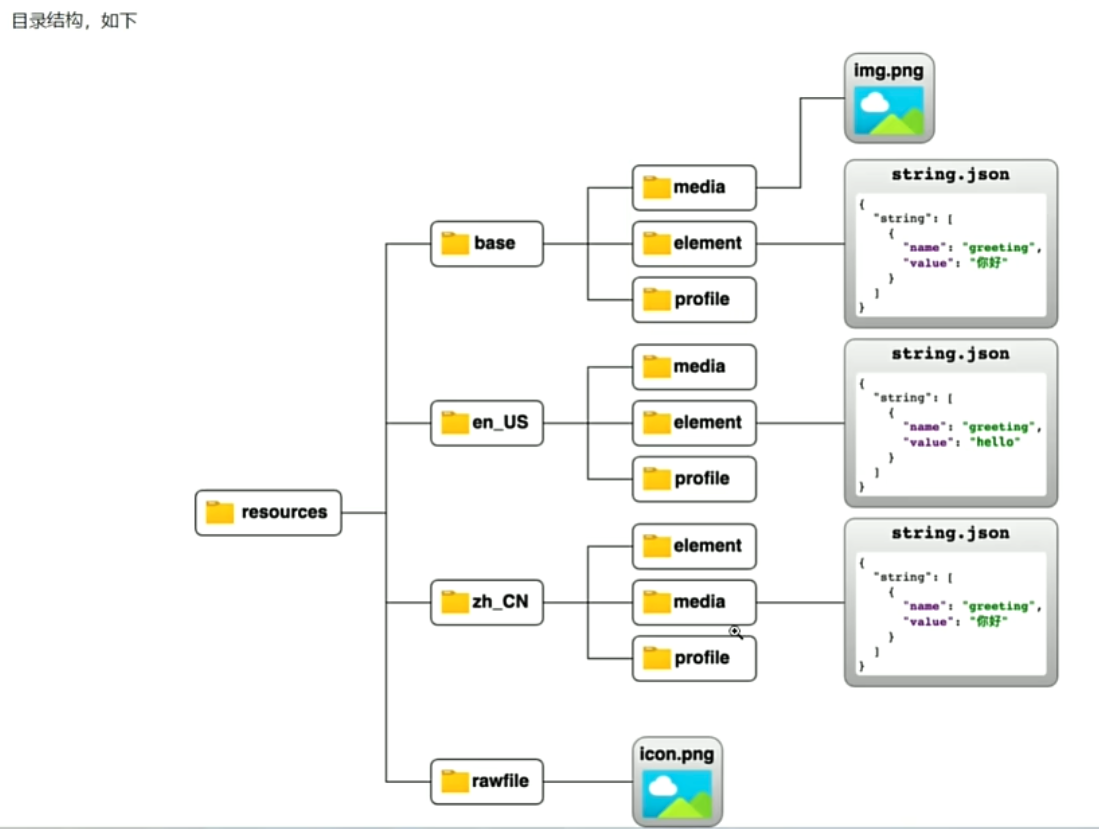 目录结构，如下
img.png
media
string.json
{
"string": [
{
"name": "greeting",
"value": "你好"
}
]
}
base
element
profile
media
string.json
{
"string": [
{
"name": "greeting",
"value": "hello"
}
]
}
en_US
element
profile
resources
element
string.json
{
"string": [
{
"name": "greeting",
"value": "你好"
}
]
}
zh_CN
media
profile
rawfile
icon.png